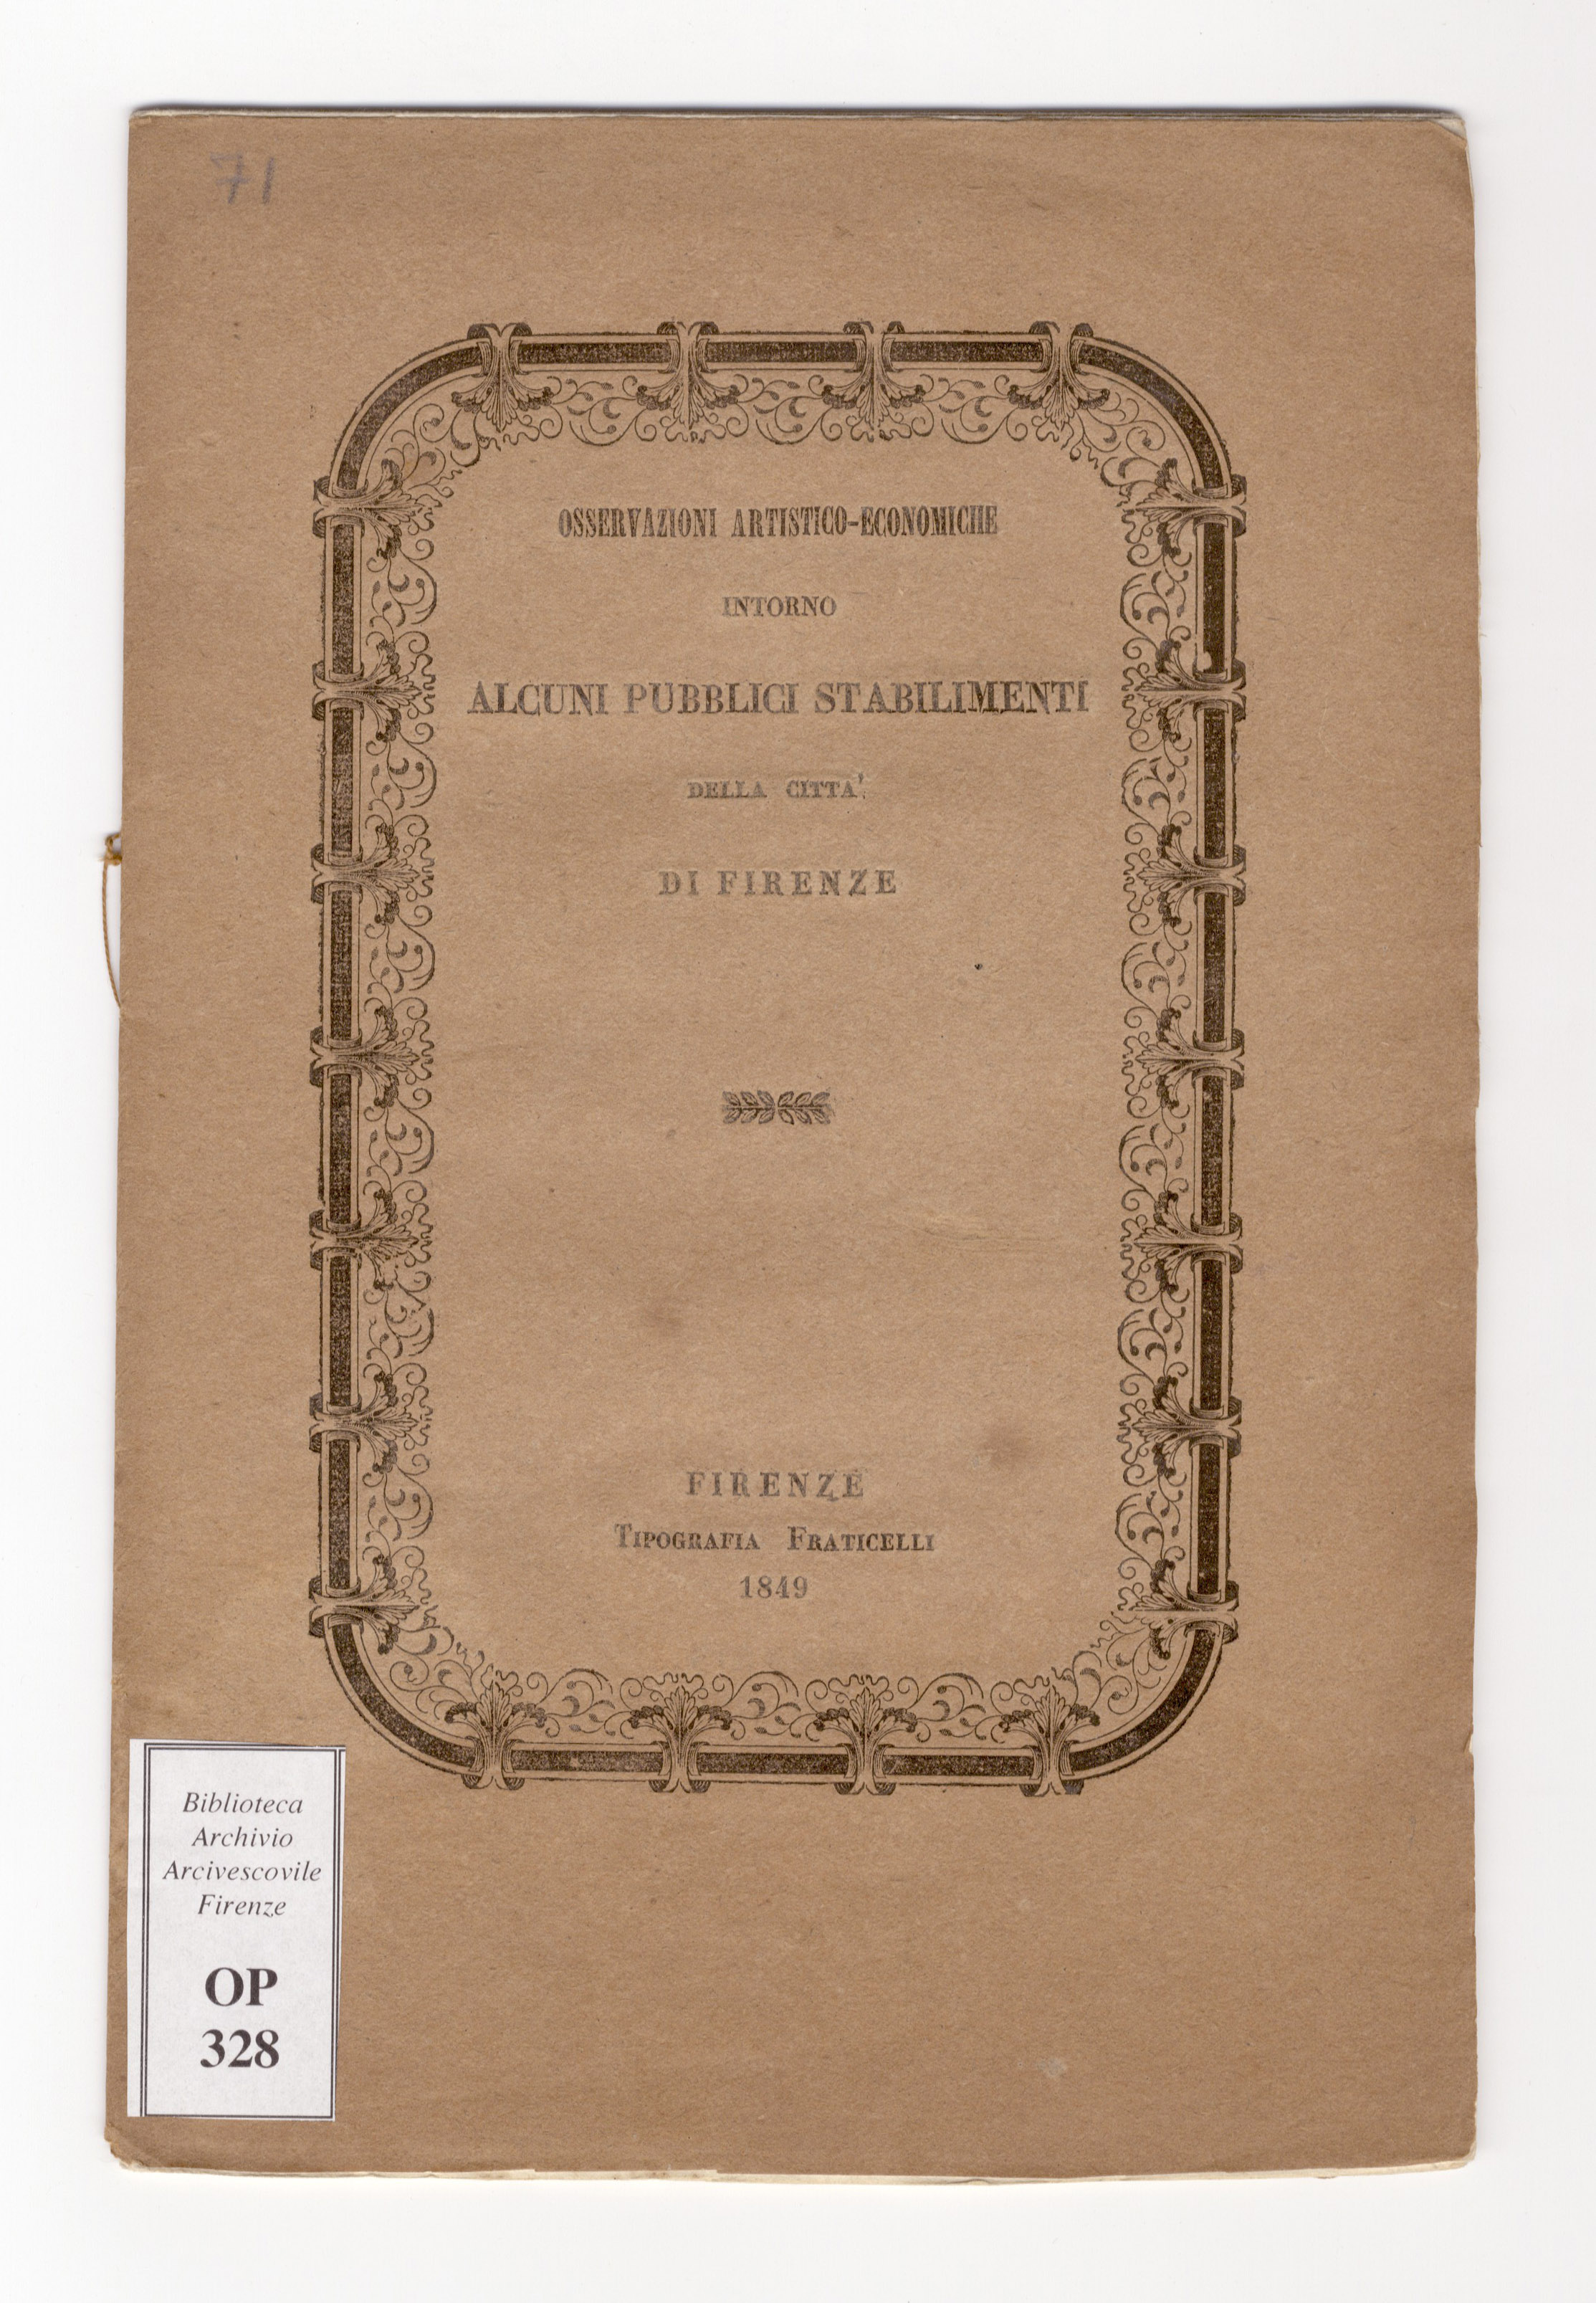 71
OSSERVAZIONI ARTISTICO-ECONOMICHE
INTORNO
ALCUNI PUBBLICI STABILIMENTI
DELLA CITTA'
DI FIRENZE
FIRENZE
TIPOGRAFIA FRATICELLI
1849
Biblioteca
Archivio
Arcivescovile
Firenze
OP
328